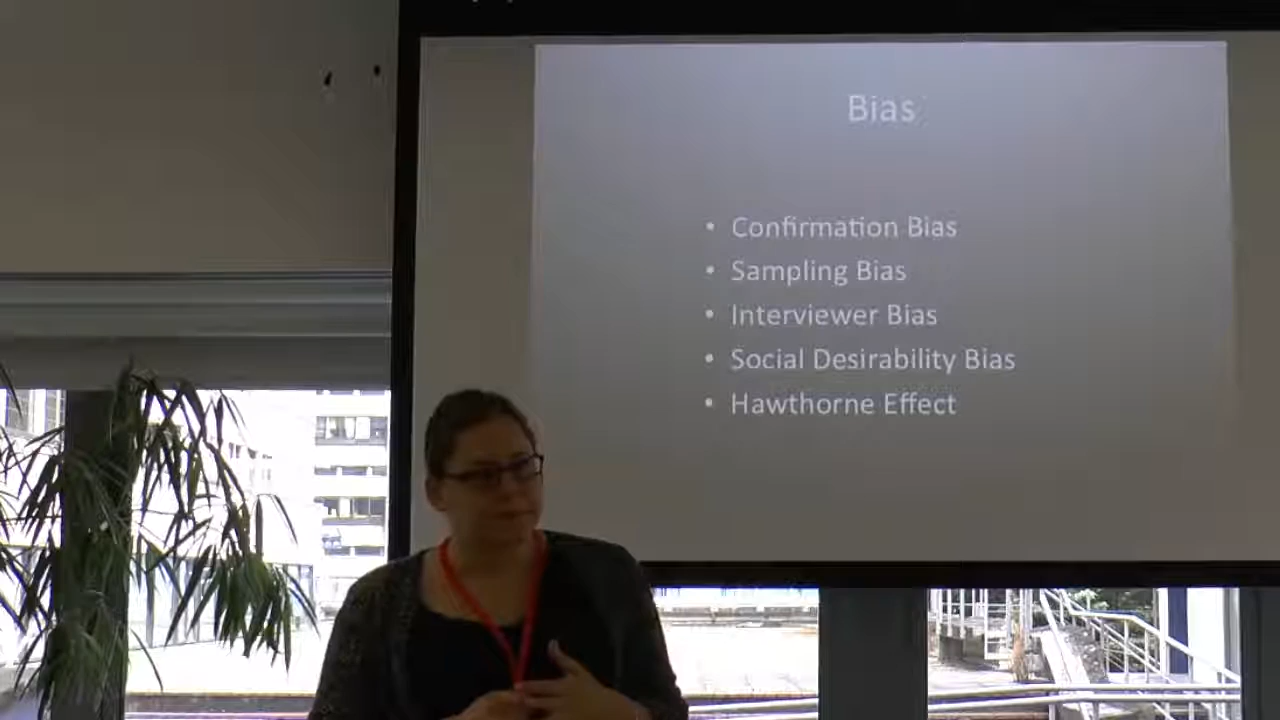 Bias
• Confirmation Bias
• Sampling Bias
• Interviewer Bias
• Social Desirability Bias
• Hawthorne Effect